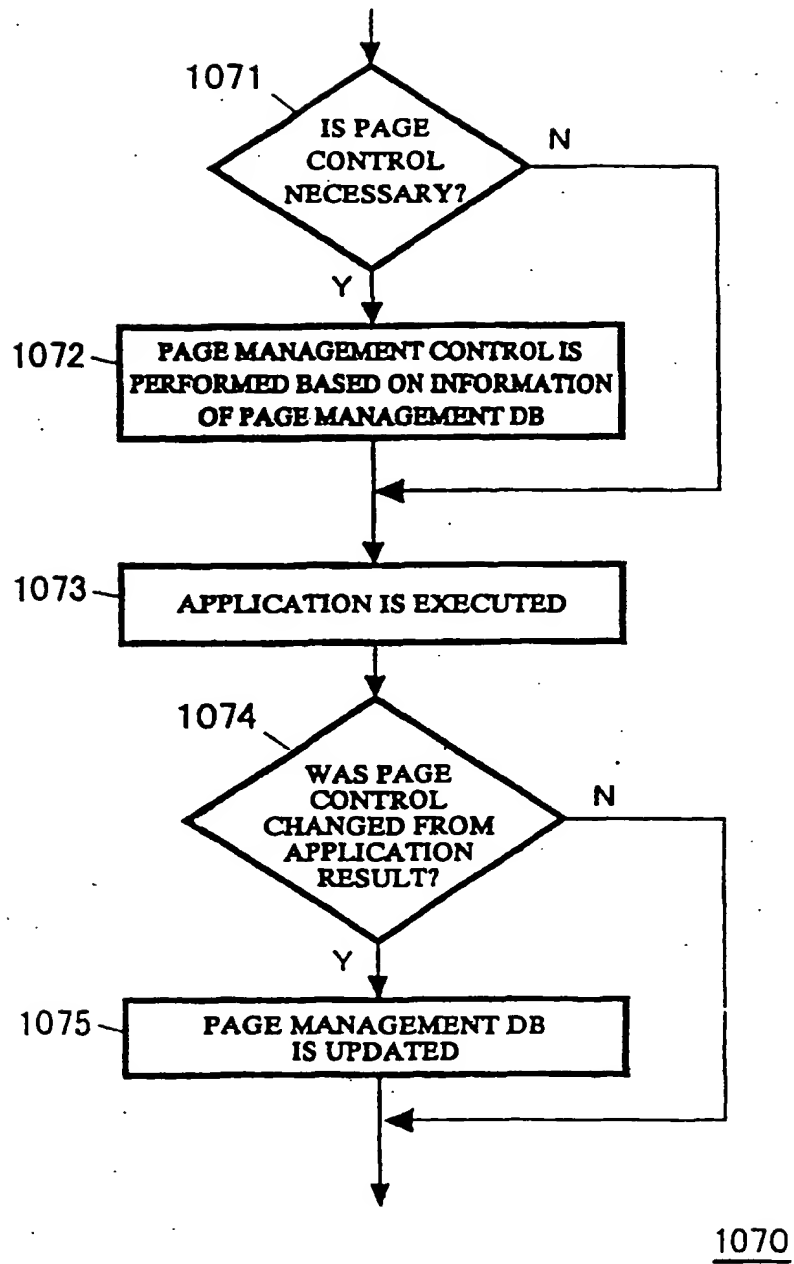 1071
IS PAGE
CONTROL
NECESSARY?
N
Y
1072
PAGE MANAGEMENT CONTROL IS
PERFORMED BASED ON INFORMATION
OF PAGE MANAGEMENT DB
1073
APPLICATION IS EXECUTED
1074
WAS PAGE
CONTROL
CHANGED FROM
APPLICATION
RESULT?
N
Y
1075
PAGE MANAGEMENT DB
IS UPDATED
1070